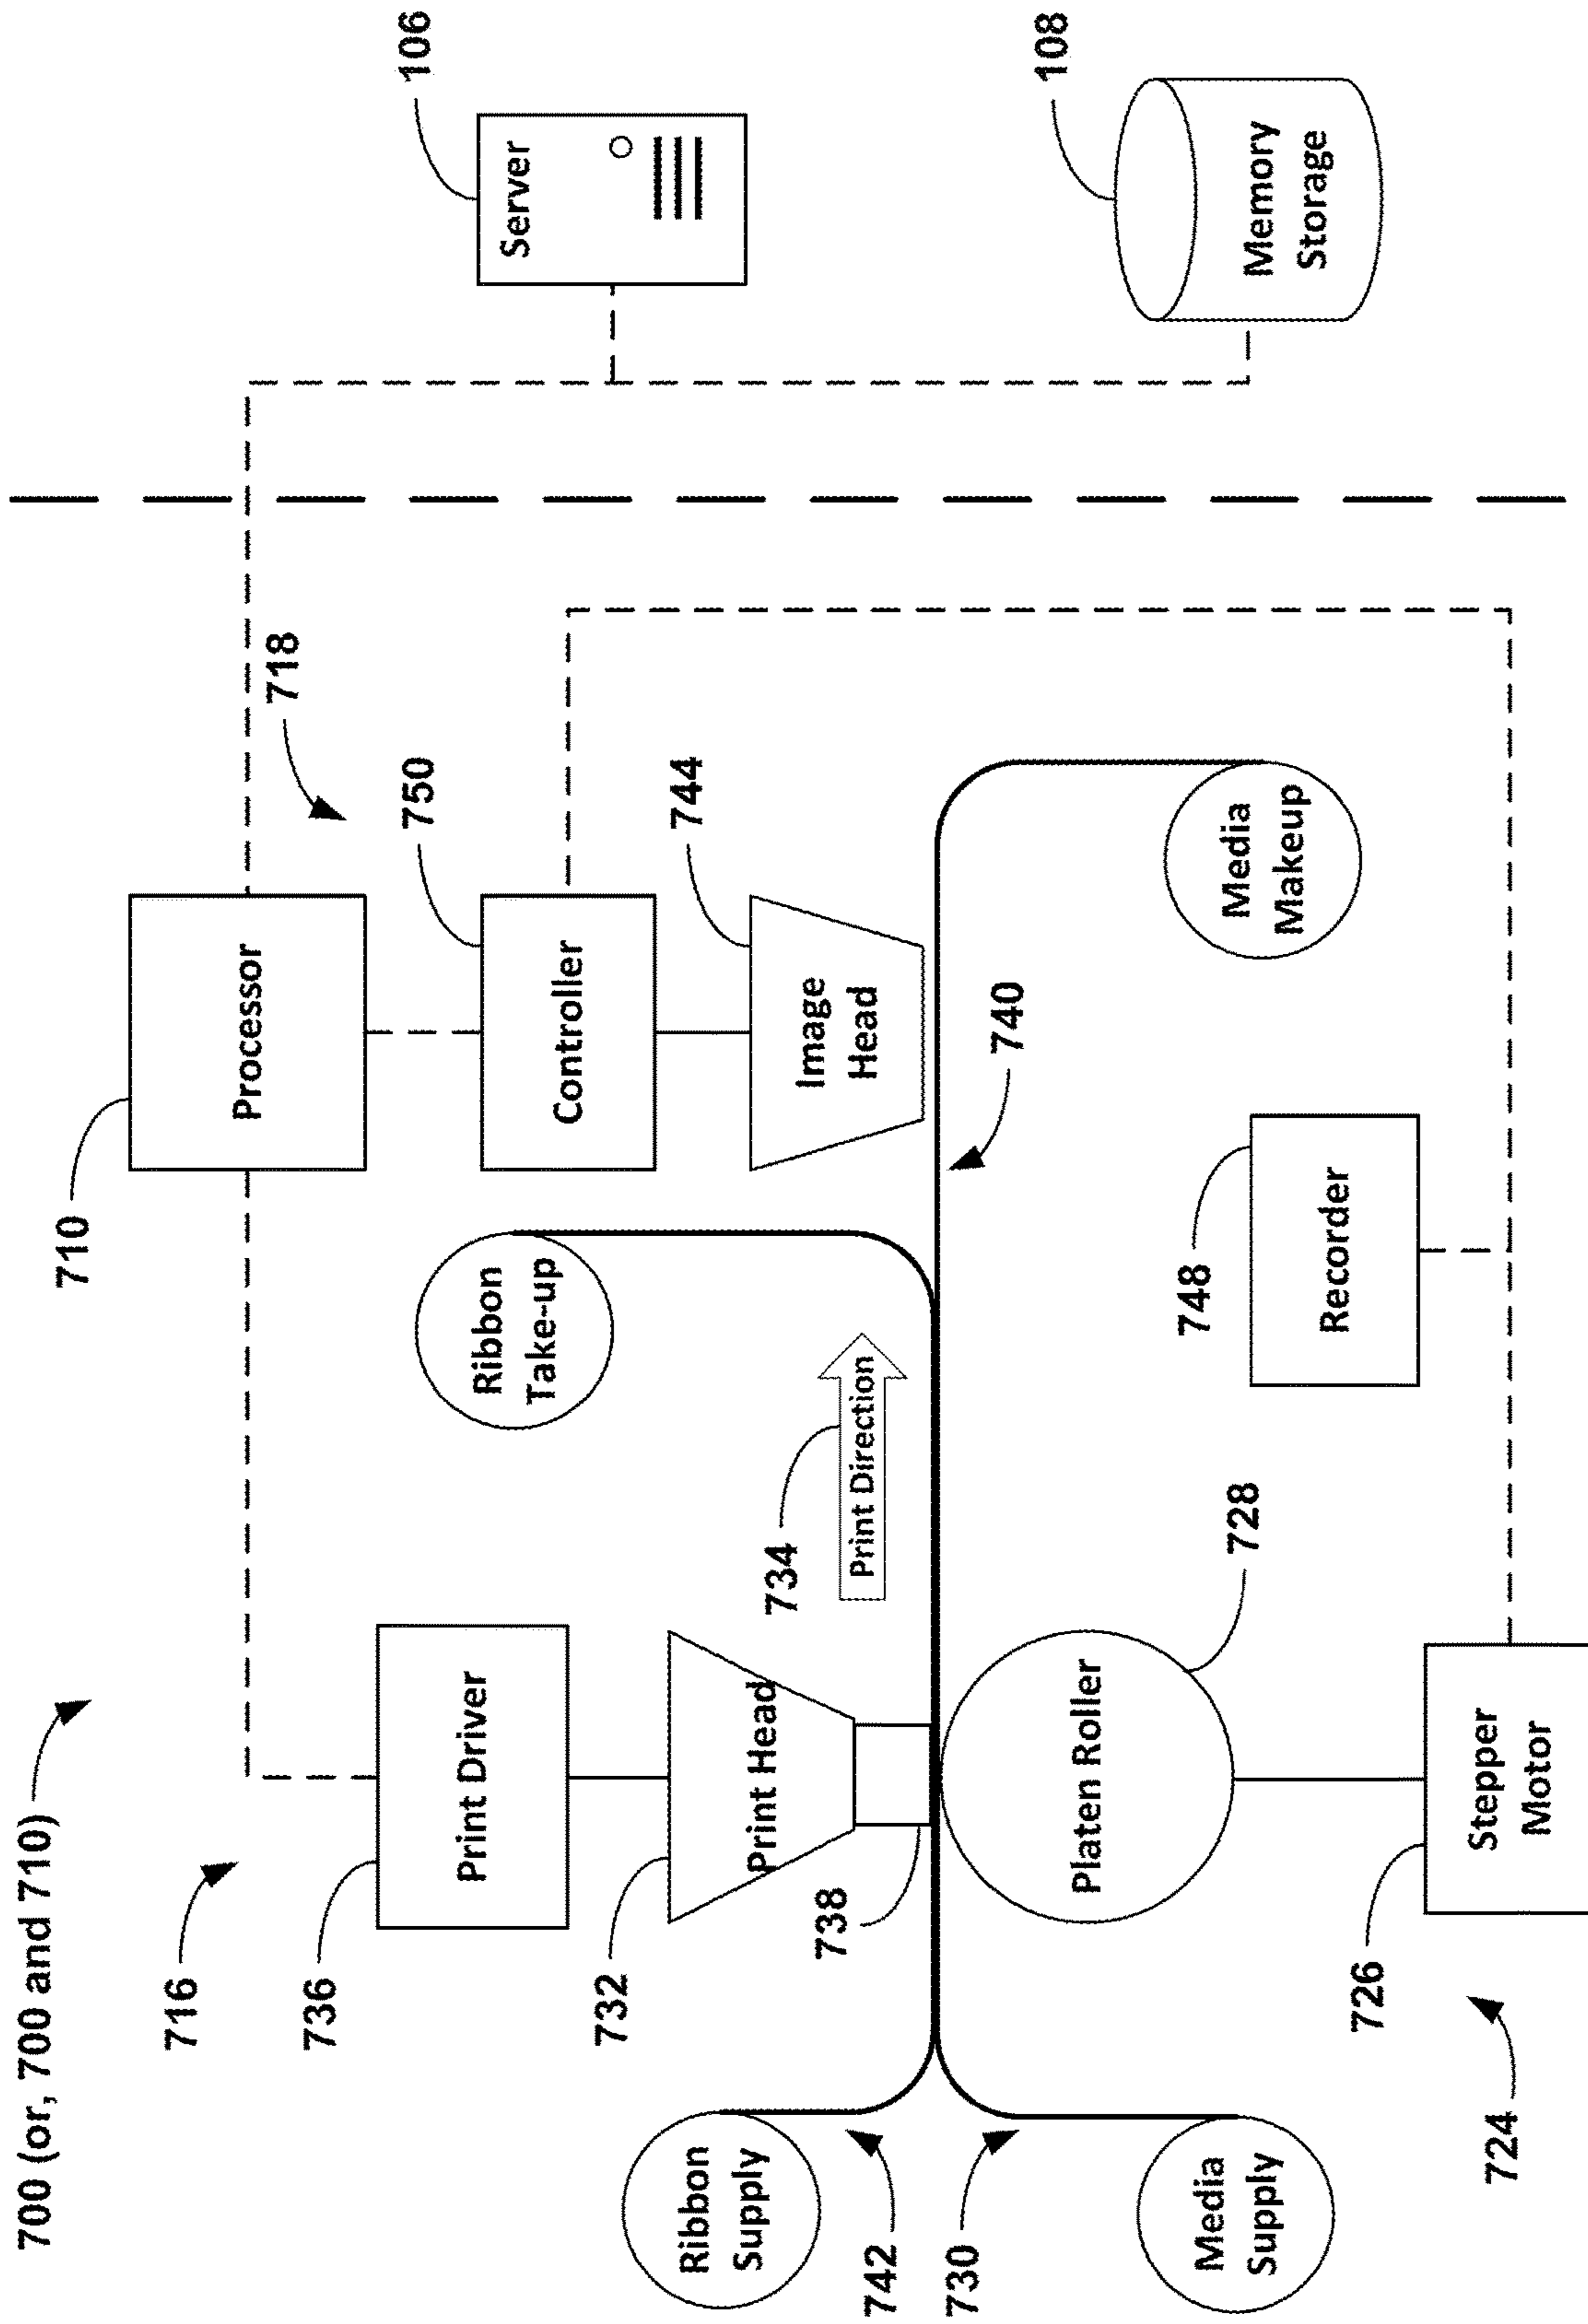 700 (or, 700 and 710)
710
716
718
106
736
Print Driver
Processor
750
Server
Ribbon
Take-up
Controller
732
Print Head
744
Image
Head
Ribbon
Supply
738
734
Print Direction
742
730
740
108
Memory
Storage
Platen Roller
728
748
Recorder
Media
Makeup
Media
Supply
726
Stepper
Motor
724